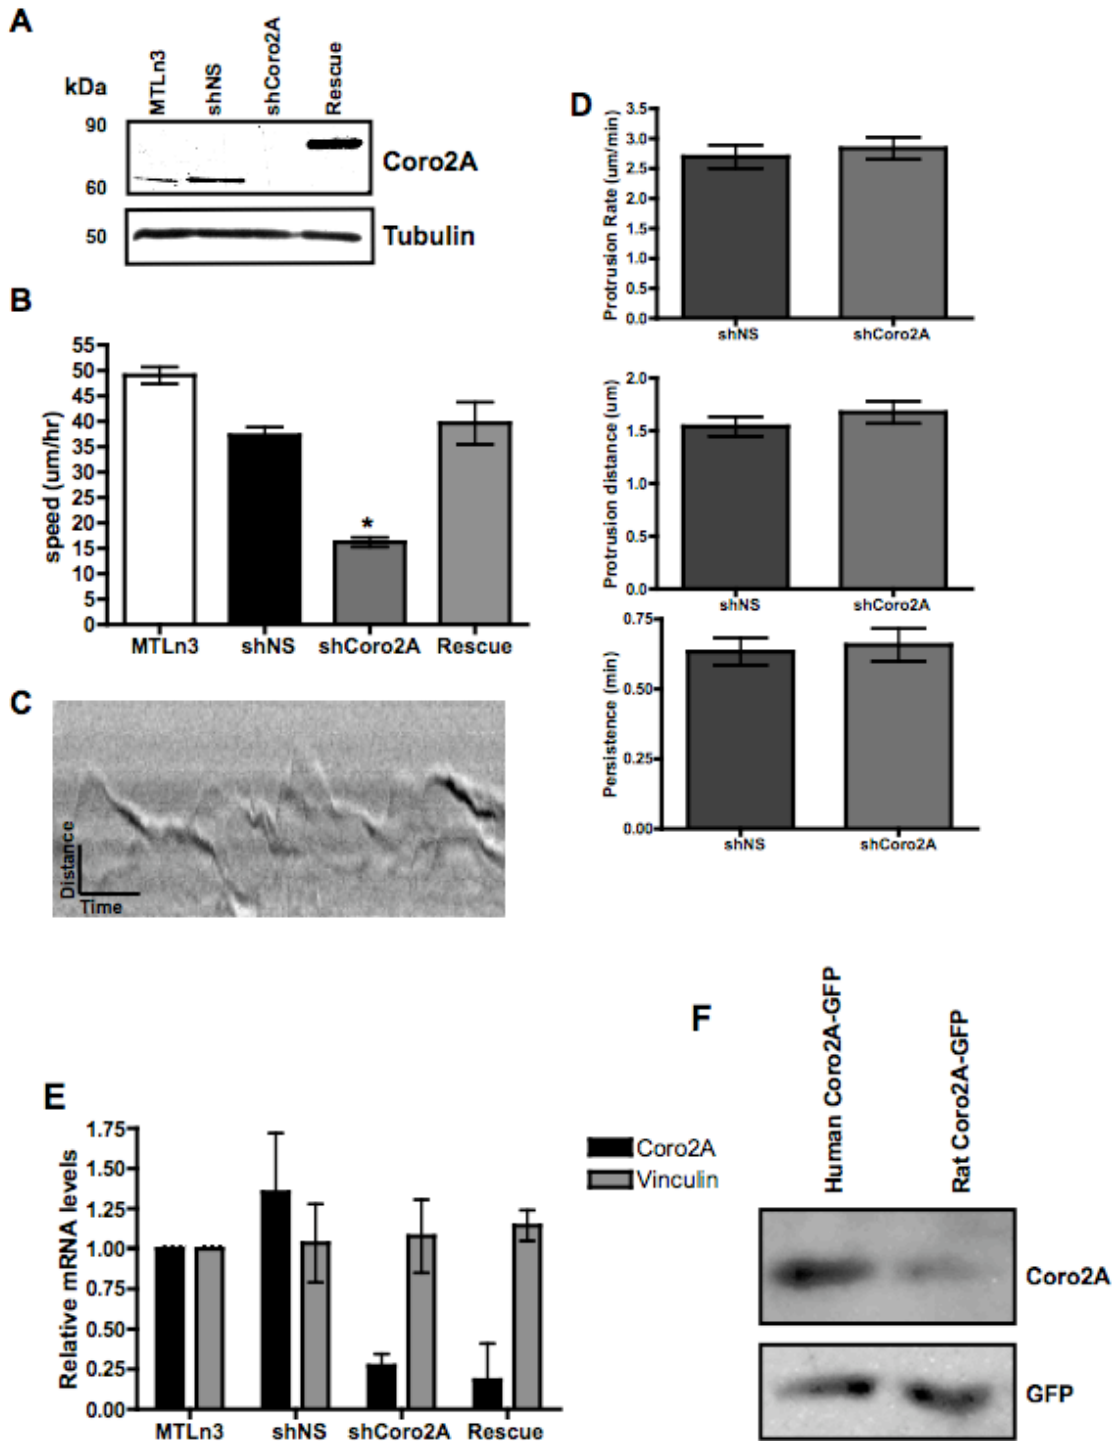 A
kDa
MTLn3
shNS
shCoro2A
Rescue
90
60
Coro2A
50
Tubulin
B
speed (um/hr)
55
50
45
40
35
30
25
20
15
10
5
0
*
MTLn3 shNS shCoro2A Rescue
C
Distance
Time
D
Protrusion Rate (um/min)
3.5
3.0
2.5
2.0
1.5
1.0
0.5
0.0
shNS shCoro2A
Protrusion distance (um)
2.0
1.5
1.0
0.5
0.0
shNS shCoro2A
Persistence (min)
0.75
0.50
0.25
0.00
shNS shCoro2A
E
Relative mRNA levels
1.75
1.50
1.25
1.00
0.75
0.50
0.25
0.00
MTLn3 shNS shCoro2A Rescue
Coro2A
Vinculin
F
Human Coro2A-GFP
Rat Coro2A-GFP
Coro2A
GFP